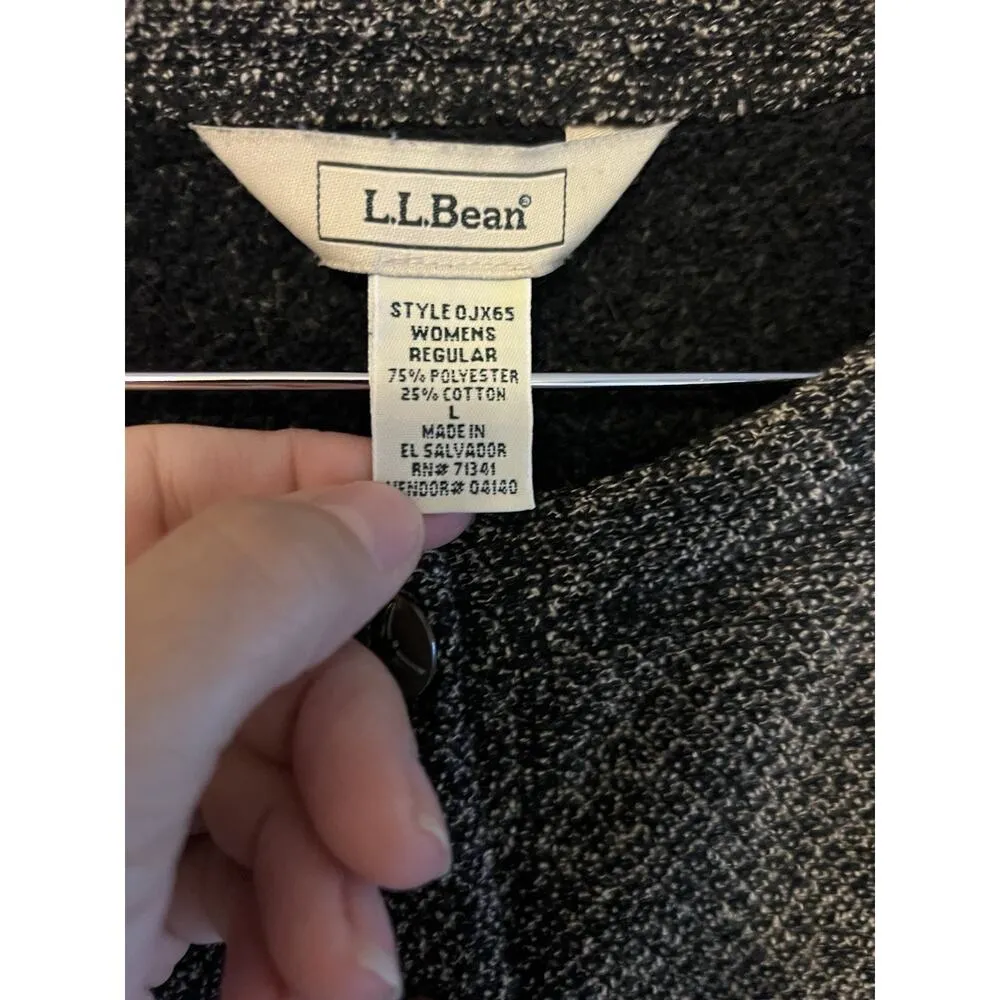 L.L.Bean®
STYLE 0JX65
WOMENS
REGULAR
75% POLYESTER
25% COTTON
L
MADE IN
EL SALVADOR
RN# 71341
VENDOR# 04140